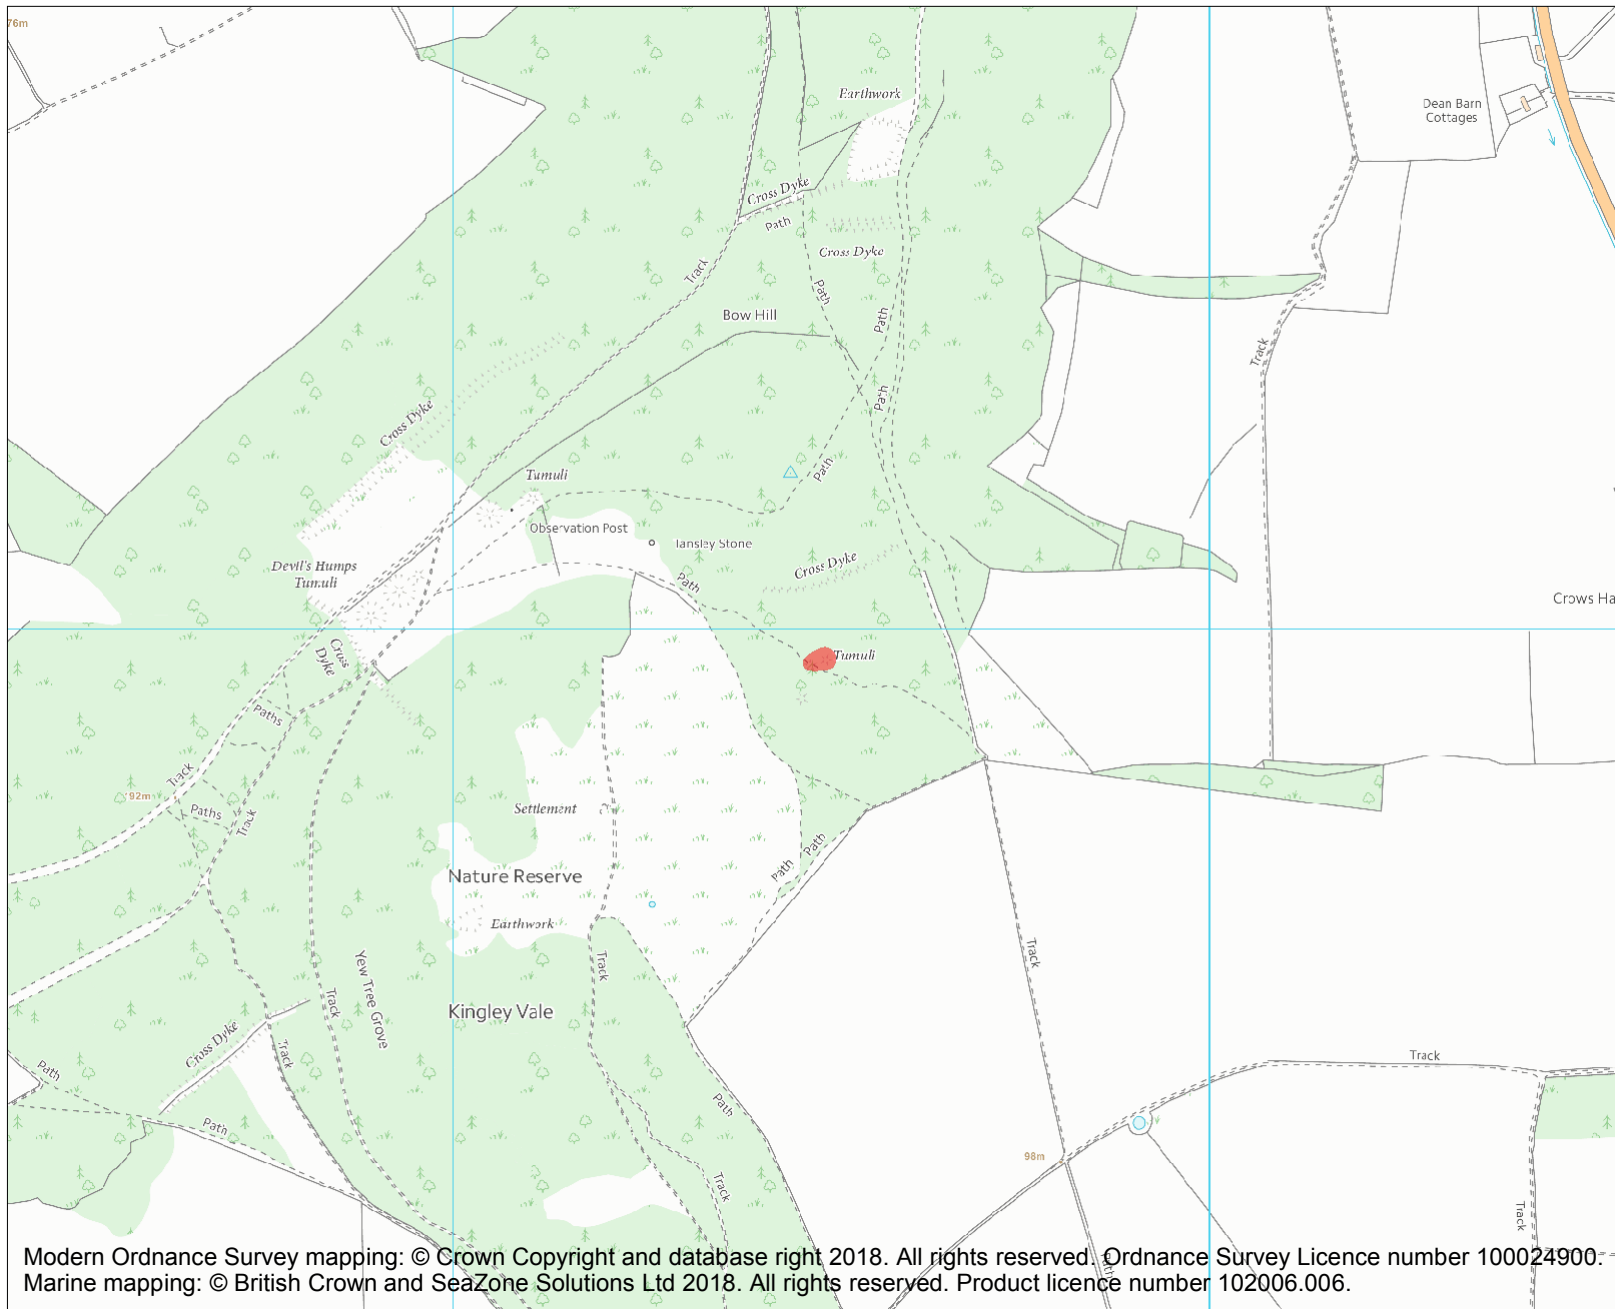 76m
Earthwork
Dean Barn
Cottages
Cross Dyke
Path
Cross Dyke
Track
Path
Bow Hill
Path
Track
Path
Cross Dyke
Path
Tumuli
Observation Post
Tansley Stone
Cross Dyke
Devil's Humps
Tumuli
Path
Crows Ha
Cross
Dyke
Tumuli
Paths
Track
92m
Paths
Track
Settlement
Path
Path
Nature Reserve
Earthwork
Track
Track
Yew Tree Grove
Track
Kingley Vale
Cross Dyke
Track
Track
Path
Path
Path
98m
Track
Track
Path
Modern Ordnance Survey mapping: © Crown Copyright and database right 2018. All rights reserved. Ordnance Survey Licence number 100024900.
Marine mapping: © British Crown and SeaZone Solutions Ltd 2018. All rights reserved. Product licence number 102006.006.